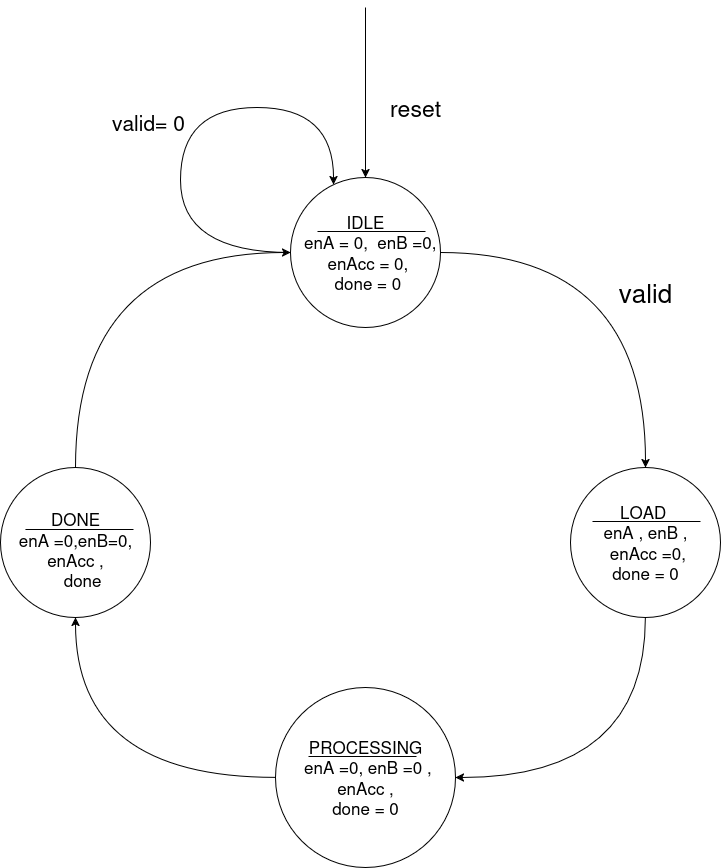 reset
valid= 0
IDLE
enA = 0,  enB =0,
enAcc = 0,
done = 0
valid
LOAD
enA , enB ,
enAcc =0,
done = 0
DONE
enA =0,enB=0,
enAcc ,
done
PROCESSING
enA =0, enB =0 ,
enAcc ,
done = 0